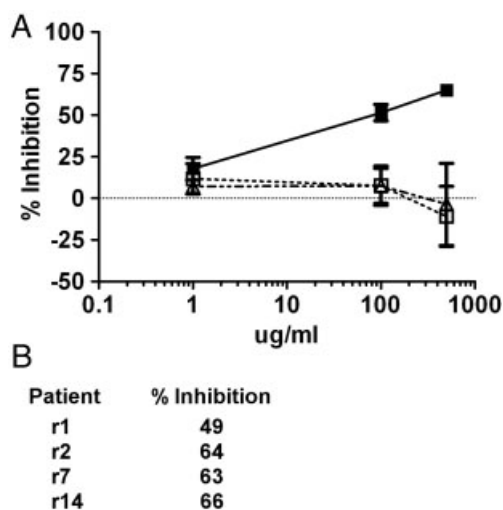 A
100
75
50
25
0
-25
-50
% Inhibition
0.1 1 10 100 1000
ug/ml
B
Patient % Inhibition
r1 49
r2 64
r7 63
r14 66